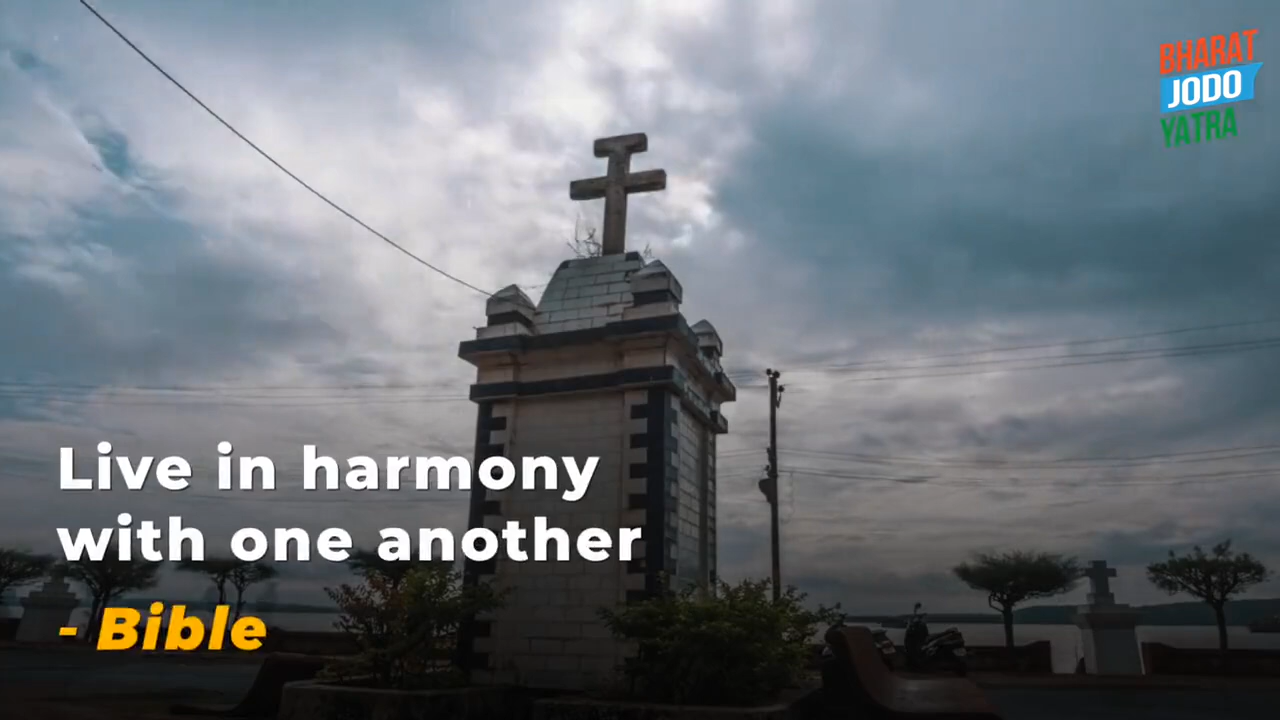 BHARAT
JODO
YATRA
Live in harmony
with one another
- Bible